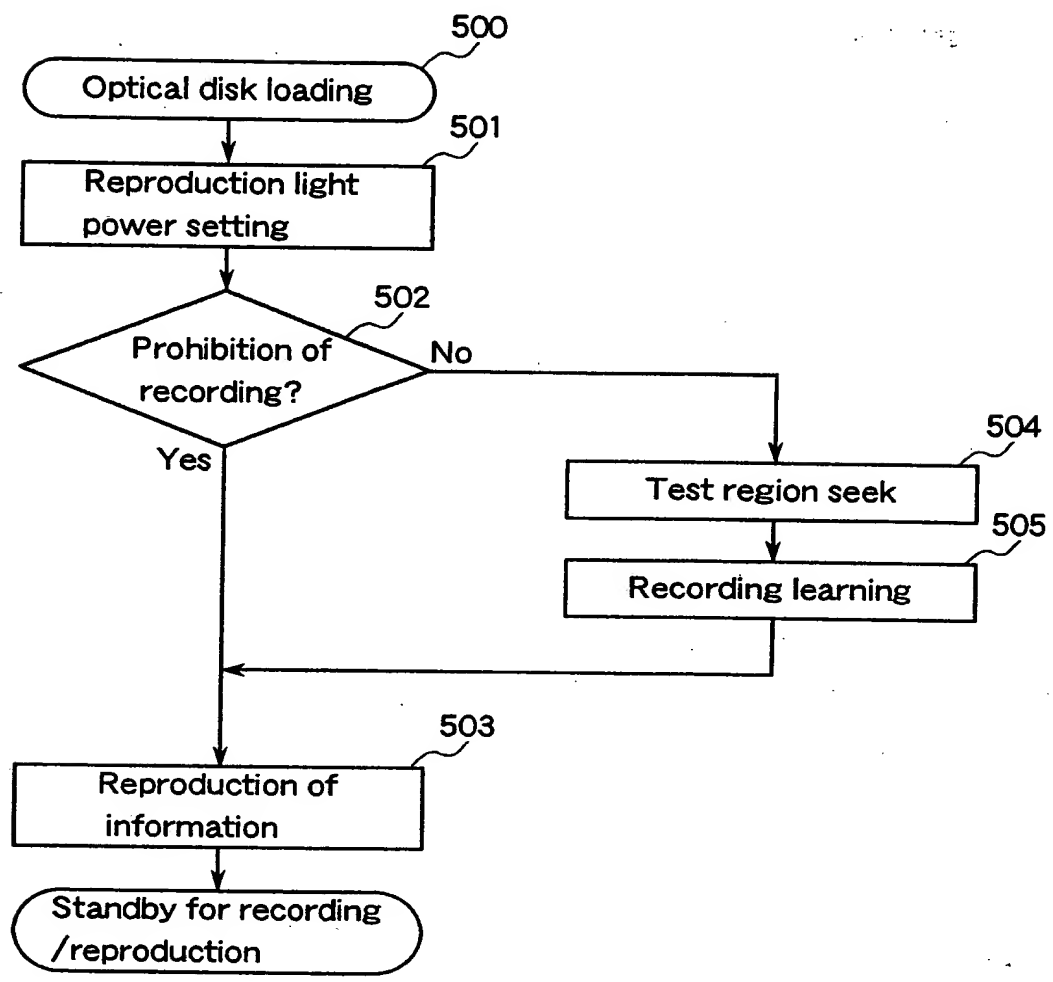 500
Optical disk loading
501
Reproduction light
power setting
502
Prohibition of
recording?
No
Yes
504
Test region seek
505
Recording learning
503
Reproduction of
information
Standby for recording
/reproduction